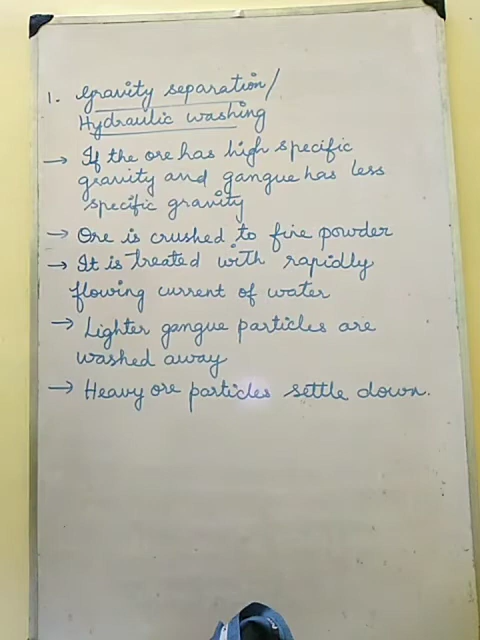 1. Gravity separation/
Hydraulic washing
→ If the ore has high specific
gravity and gangue has less
specific gravity
→ Ore is crushed to fine powder
→ It is treated with rapidly
flowing current of water
→ Lighter gangue particles are
washed away
→ Heavy ore particles settle down.